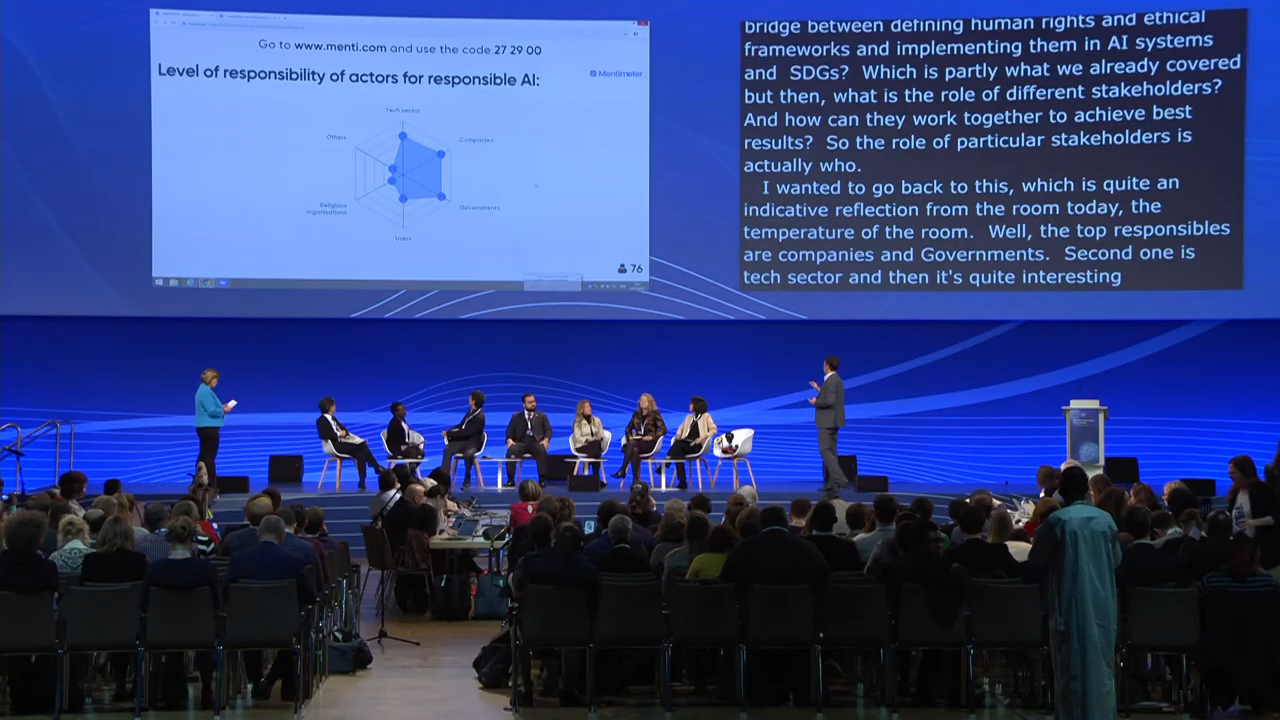 Go to www.menti.com and use the code 27 29 00
Level of responsibility of actors for responsible AI:
Mentimeter
Tech sector
Others
Companies
Religious
organisations
Governments
Users
76
bridge between defining human rights and ethical
frameworks and implementing them in AI systems
and SDGs? Which is partly what we already covered
but then, what is the role of different stakeholders?
And how can they work together to achieve best
results? So the role of particular stakeholders is
actually who.
I wanted to go back to this, which is quite an
indicative reflection from the room today, the
temperature of the room. Well, the top responsibles
are companies and Governments. Second one is
tech sector and then it's quite interesting